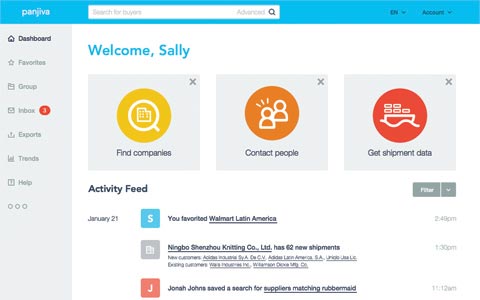 panjiva
Search for buyers
Advanced
EN
Account
Dashboard
Favorites
Group
Inbox 3
Exports
Trends
Help
Welcome, Sally
Find companies
Contact people
Get shipment data
Activity Feed
Filter
January 21
S
You favorited Walmart Latin America
2:49pm
Ningbo Shenzhou Knitting Co., Ltd. has 62 new shipments
1:30pm
New customers: Adidas Industrial Sy A. De C.V. Adidas Latin America, S.A., Uniqlo Usa Llc.
Existing customers: Wals Industries Inc., Williamson Dickie Mfg. Co.
J
Jonah Johns saved a search for suppliers matching rubbermaid
11:12am